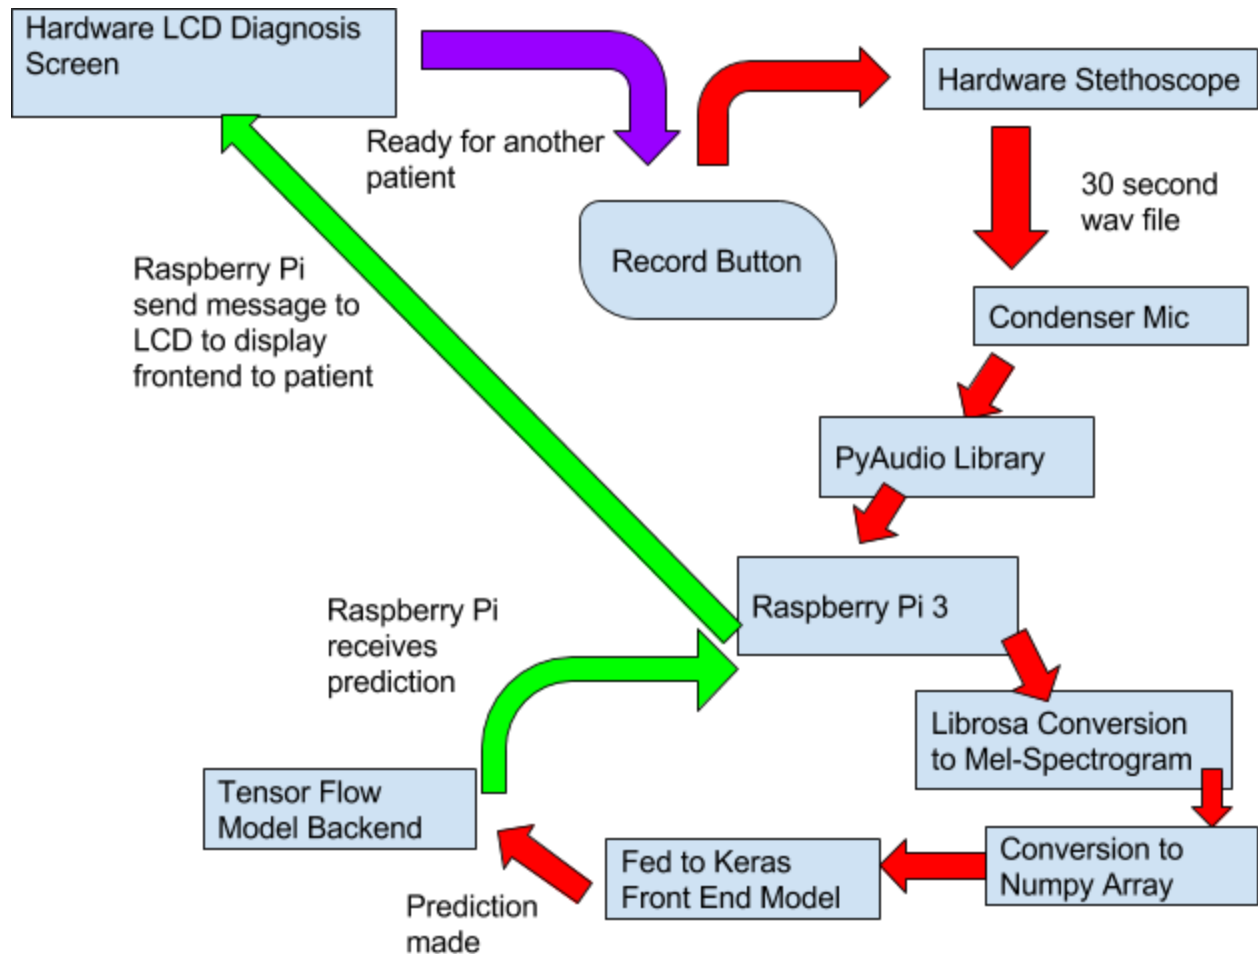 Hardware LCD Diagnosis
Screen
Ready for another
patient
Hardware Stethoscope
30 second
wav file
Record Button
Raspberry Pi
send message to
LCD to display
frontend to patient
Condenser Mic
PyAudio Library
Raspberry Pi 3
Raspberry Pi
receives
prediction
Librosa Conversion
to Mel-Spectrogram
Tensor Flow
Model Backend
Fed to Keras
Front End Model
Conversion to
Numpy Array
Prediction
made